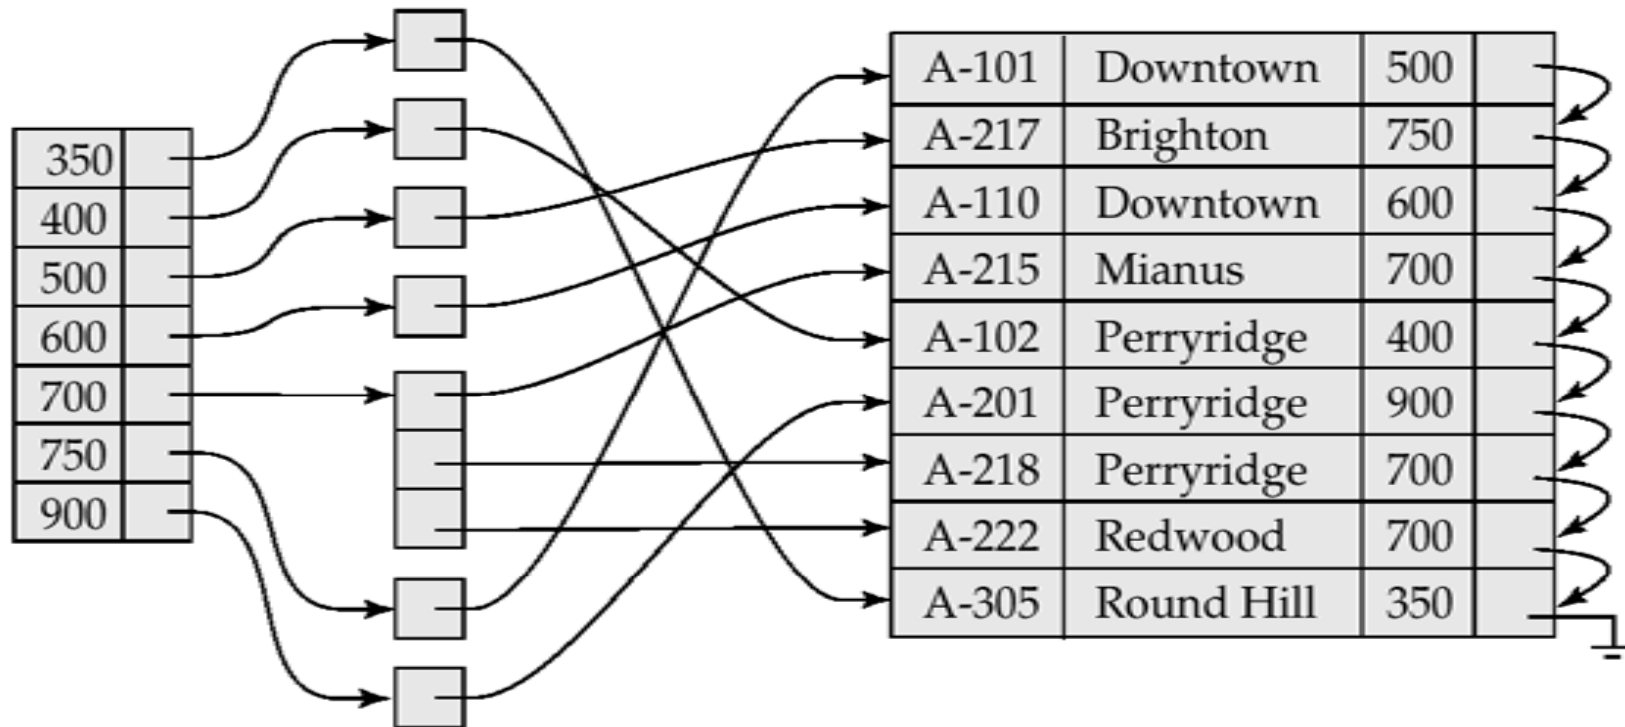 350
400
500
600
700
750
900
A-101 Downtown 500
A-217 Brighton 750
A-110 Downtown 600
A-215 Mianus 700
A-102 Perryridge 400
A-201 Perryridge 900
A-218 Perryridge 700
A-222 Redwood 700
A-305 Round Hill 350